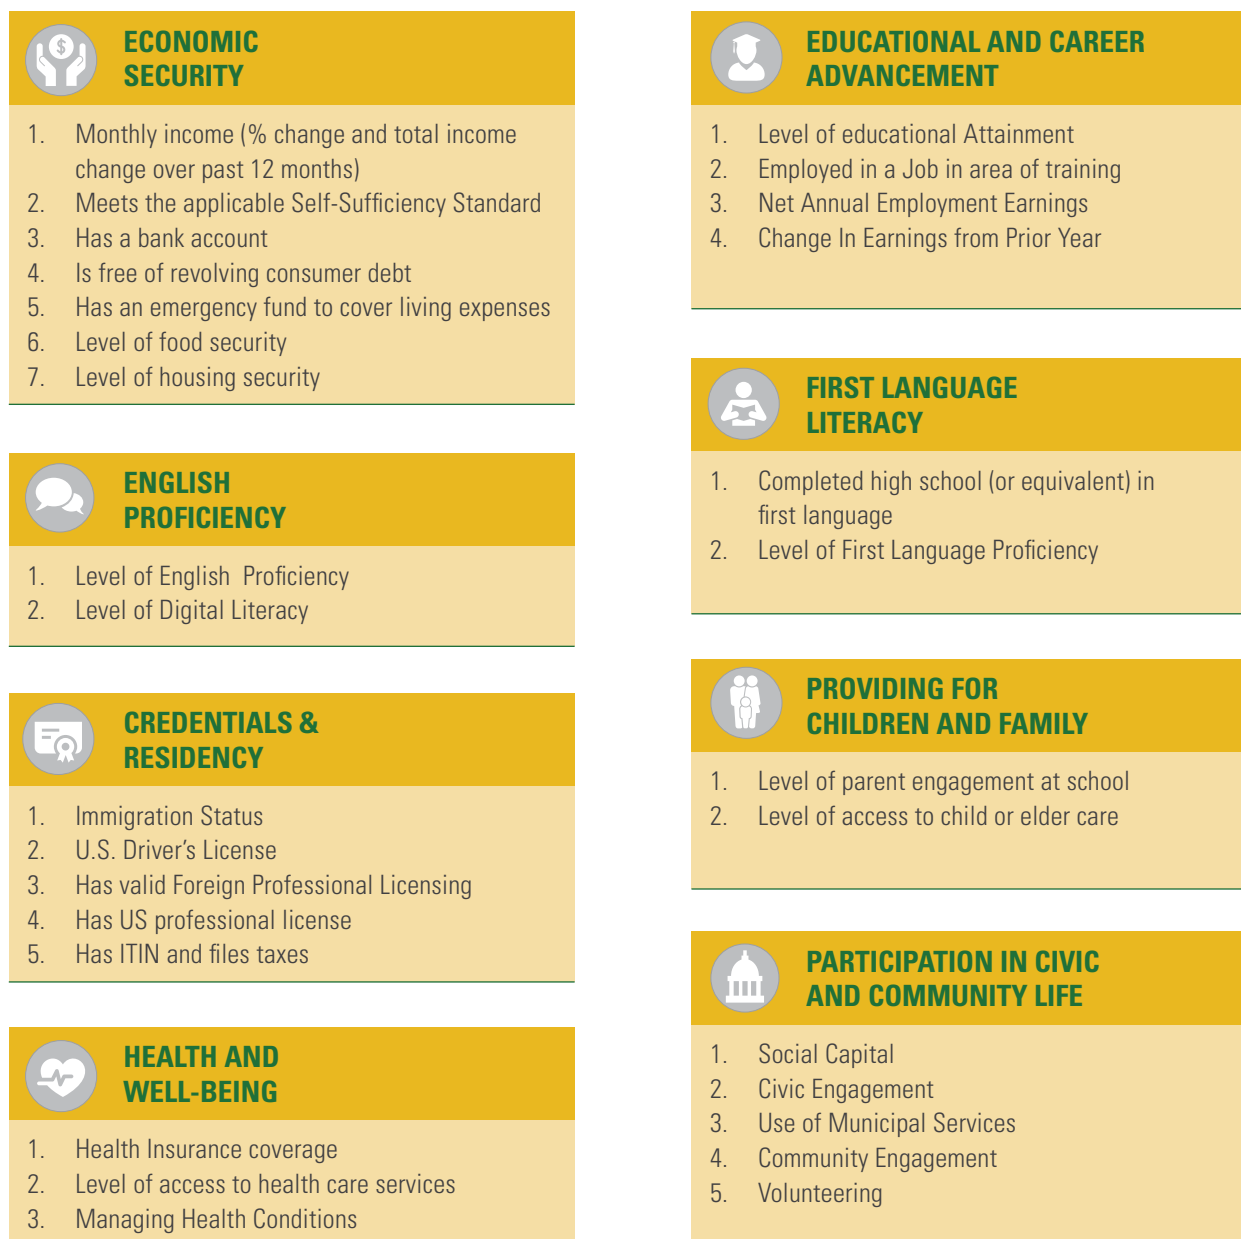 ECONOMIC
SECURITY
1. Monthly income (% change and total income
change over past 12 months)
2. Meets the applicable Self-Sufficiency Standard
3. Has a bank account
4. Is free of revolving consumer debt
5. Has an emergency fund to cover living expenses
6. Level of food security
7. Level of housing security
ENGLISH
PROFICIENCY
1. Level of English  Proficiency
2. Level of Digital Literacy
CREDENTIALS &
RESIDENCY
1. Immigration Status
2. U.S. Driver’s License
3. Has valid Foreign Professional Licensing
4. Has US professional license
5. Has ITIN and files taxes
HEALTH AND
WELL-BEING
1. Health Insurance coverage
2. Level of access to health care services
3. Managing Health Conditions
EDUCATIONAL AND CAREER
ADVANCEMENT
1. Level of educational Attainment
2. Employed in a Job in area of training
3. Net Annual Employment Earnings
4. Change In Earnings from Prior Year
FIRST LANGUAGE
LITERACY
1. Completed high school (or equivalent) in
first language
2. Level of First Language Proficiency
PROVIDING FOR
CHILDREN AND FAMILY
1. Level of parent engagement at school
2. Level of access to child or elder care
PARTICIPATION IN CIVIC
AND COMMUNITY LIFE
1. Social Capital
2. Civic Engagement
3. Use of Municipal Services
4. Community Engagement
5. Volunteering